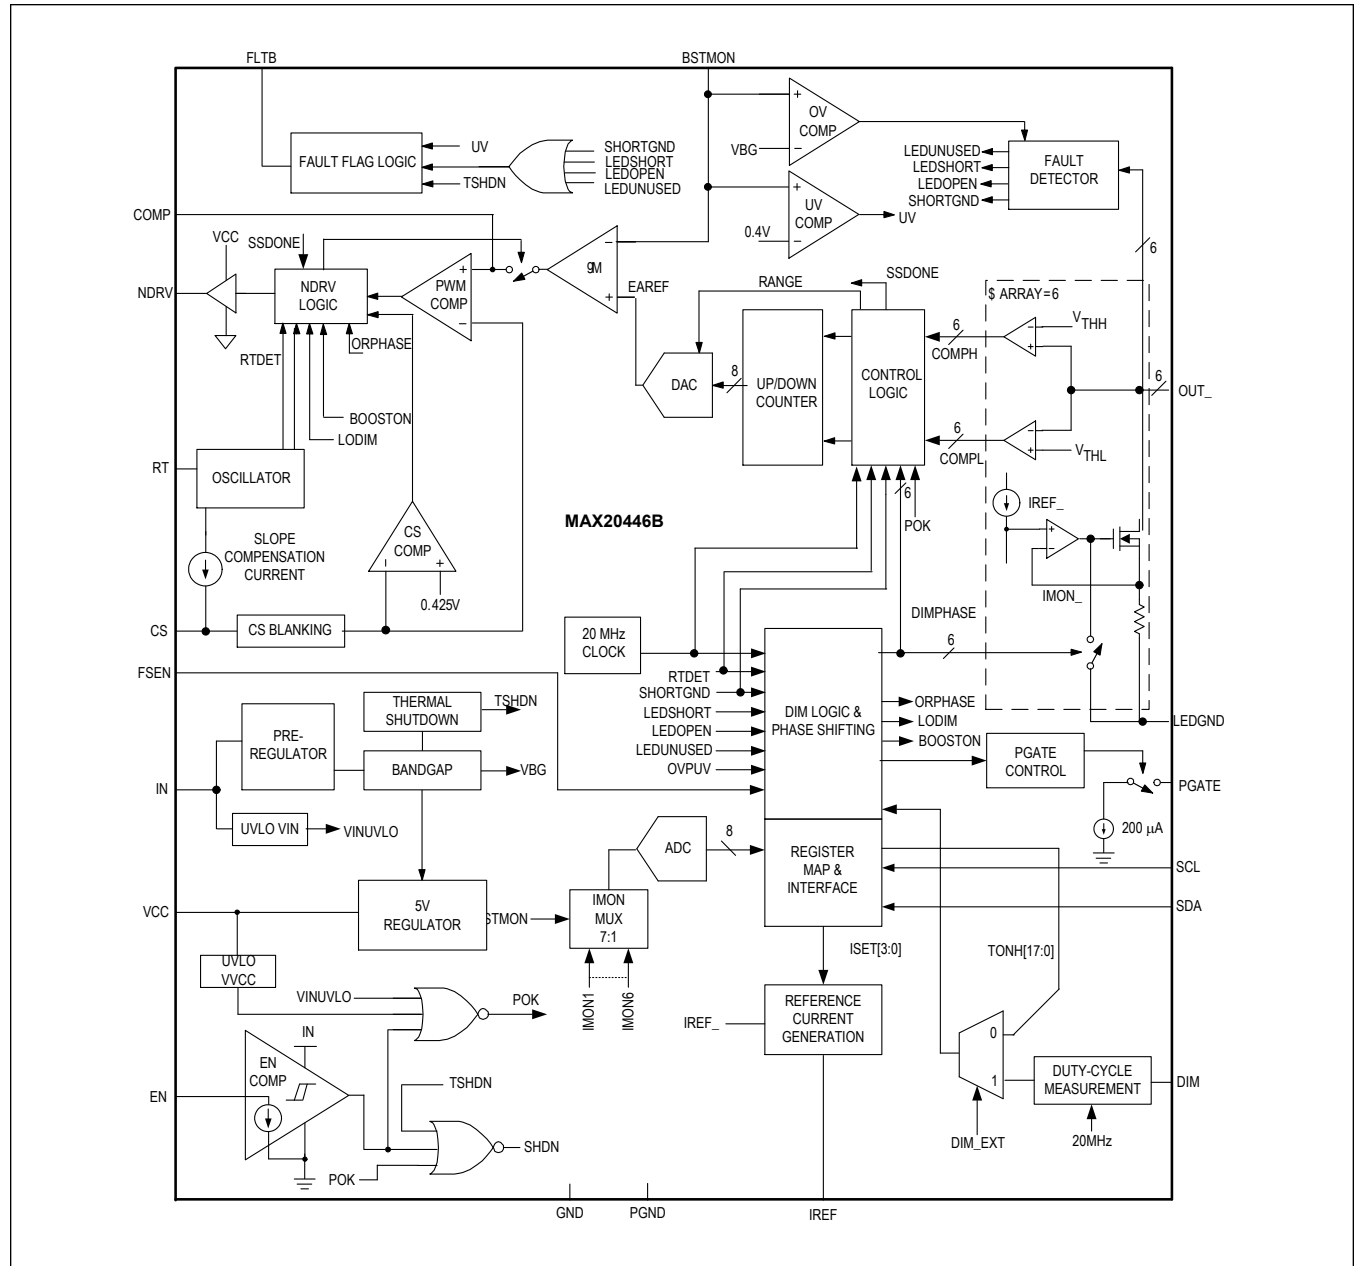 FLTB
BSTMON
FAULT FLAG LOGIC
UV
TSHDN
SHORTGND
LEDSHORT
LEDOPEN
LEDUNUSED
+
OV
COMP
VBG
−
+
UV
COMP
0.4V
−
UV
LEDUNUSED
LEDSHORT
LEDOPEN
SHORTGND
FAULT
DETECTOR
6
COMP
VCC
SSDONE
NDRV
NDRV
LOGIC
+
PWM
COMP
−
−
gM
+
EAREF
RTDET
ORPHASE
BOOSTON
LODIM
RANGE
SSDONE
DAC
8
UP/DOWN
COUNTER
CONTROL
LOGIC
6
COMPH
6
COMPL
6
POK
$ ARRAY=6
−
+
VTHH
6
OUT_
−
+
VTHL
IREF_
+
−
IMON_
RT
OSCILLATOR
SLOPE
COMPENSATION
CURRENT
CS
COMP
−
+
0.425V
MAX20446B
CS
CS BLANKING
FSEN
20 MHz
CLOCK
RTDET
SHORTGND
LEDSHORT
LEDOPEN
LEDUNUSED
OVPUV
DIM LOGIC &
PHASE SHIFTING
DIMPHASE
6
ORPHASE
LODIM
BOOSTON
LEDGND
PGATE
CONTROL
PGATE
200 µA
THERMAL
SHUTDOWN
TSHDN
PRE-
REGULATOR
BANDGAP
VBG
IN
UVLO VIN
VINUVLO
ADC
8
REGISTER
MAP &
INTERFACE
SCL
SDA
VCC
5V
REGULATOR
STMON
IMON
MUX
7:1
IMON1
IMON6
UVLO
VVCC
ISET[3:0]
TONH[17:0]
VINUVLO
POK
IREF_
REFERENCE
CURRENT
GENERATION
IN
EN
COMP
EN
TSHDN
SHDN
POK
0
1
DIM_EXT
DUTY-CYCLE
MEASUREMENT
DIM
20MHz
GND
PGND
IREF